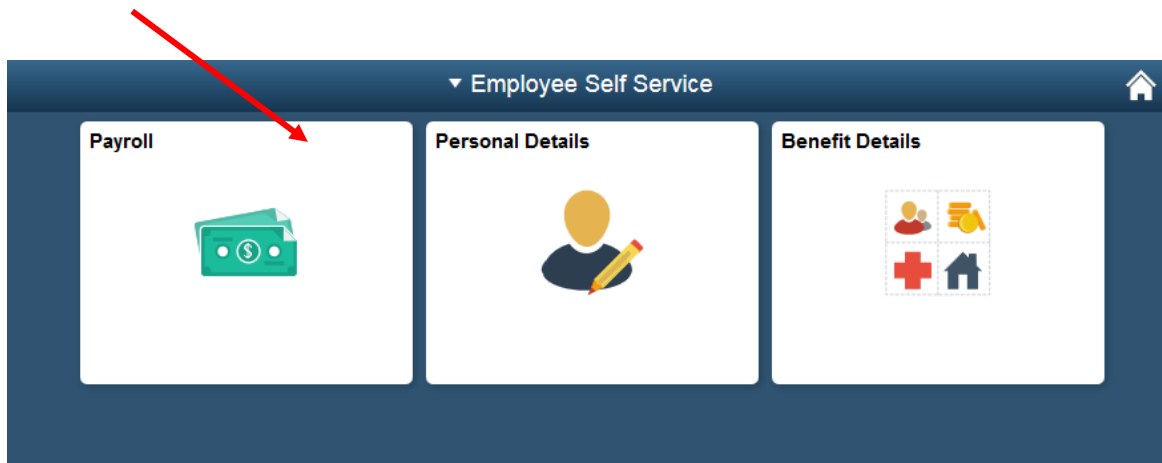 Employee Self Service
Payroll
Personal Details
Benefit Details
$